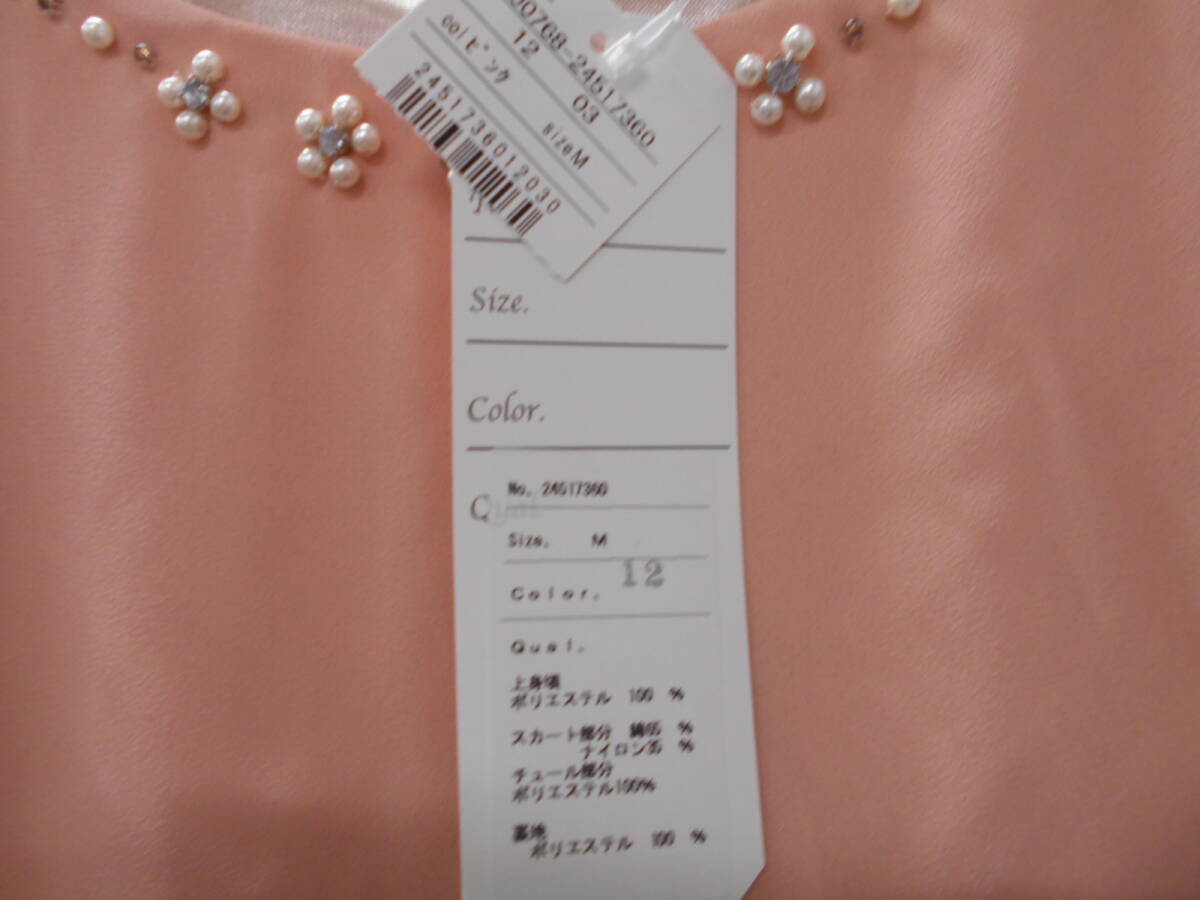 00768-24517360
12 03
col ピンク sizeM
2451736012030
Size.
Color.
Qual.
No. 24517360
Size. M
Color. 12
Qual.
上身頃
ポリエステル 100 %
スカート部分 綿65 %
ナイロン35 %
チュール部分
ポリエステル100%
裏地
ポリエステル 100 %